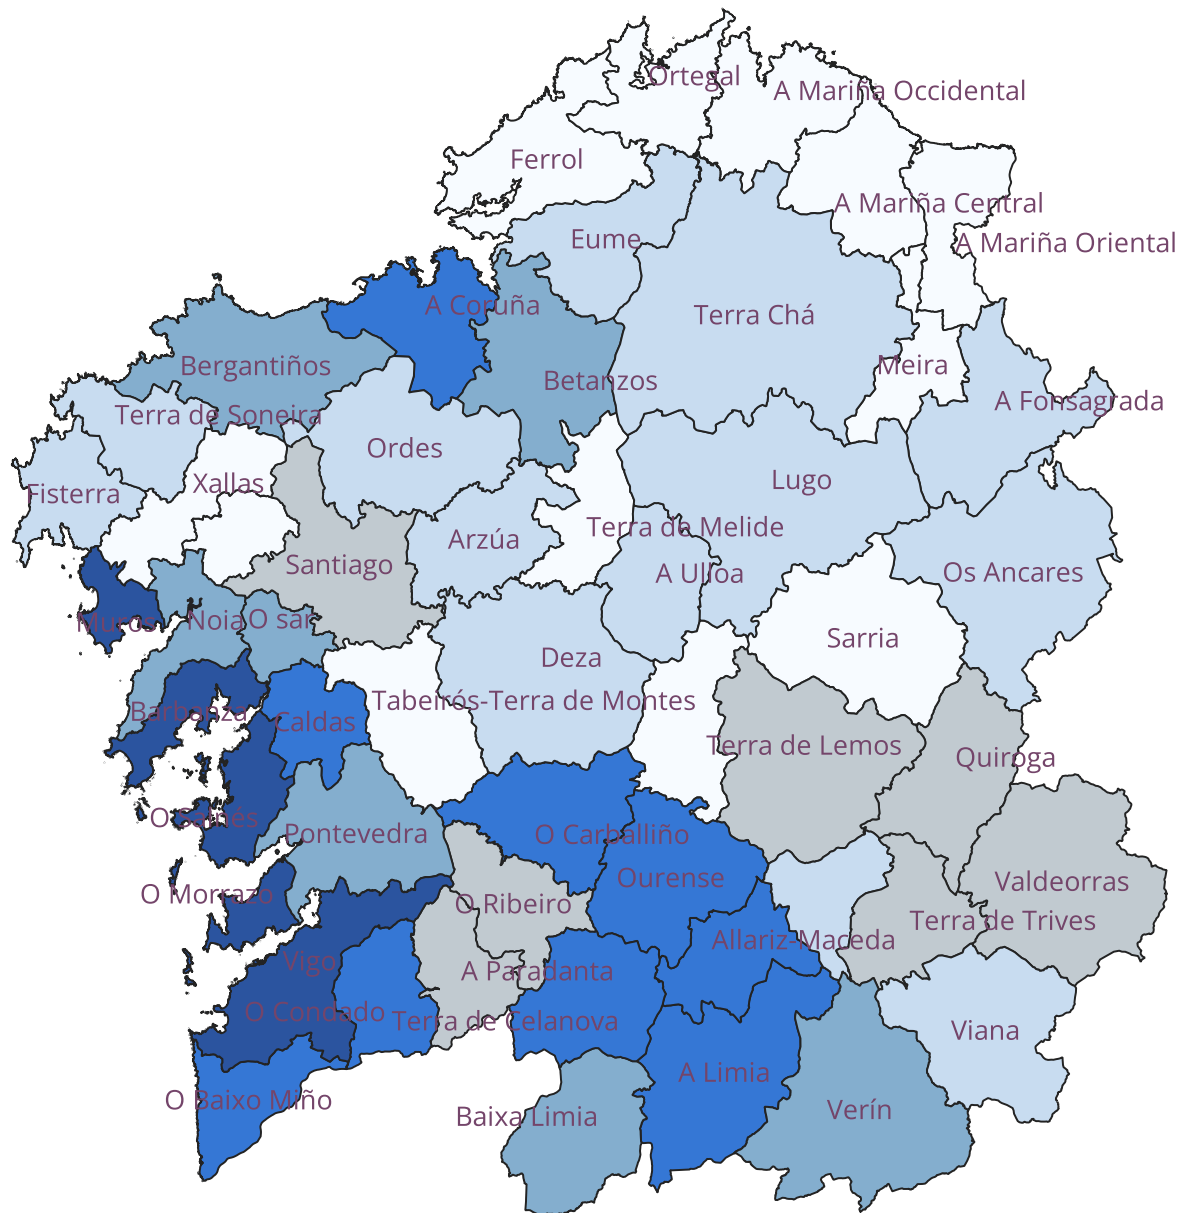 Ortegal
A Mariña Occidental
Ferrol
A Mariña Central
Eume
A Mariña Oriental
A Coruña
Terra Chá
Bergantiños
Meira
Betanzos
A Fonsagrada
Terra de Soneira
Ordes
Xallas
Lugo
Fisterra
Terra de Melide
Arzúa
Santiago
A Ulloa
Os Ancares
Muros
Noia
O sar
Sarria
Deza
Tabeirós-Terra de Montes
Barbanza
Caldas
Terra de Lemos
Quiroga
O Salnés
Pontevedra
O Carballiño
Ourense
Valdeorras
O Morrazo
O Ribeiro
Terra de Trives
Allariz-Maceda
Vigo
A Paradanta
O Condado
Terra de Celanova
Viana
A Limia
O Baixo Miño
Baixa Limia
Verín